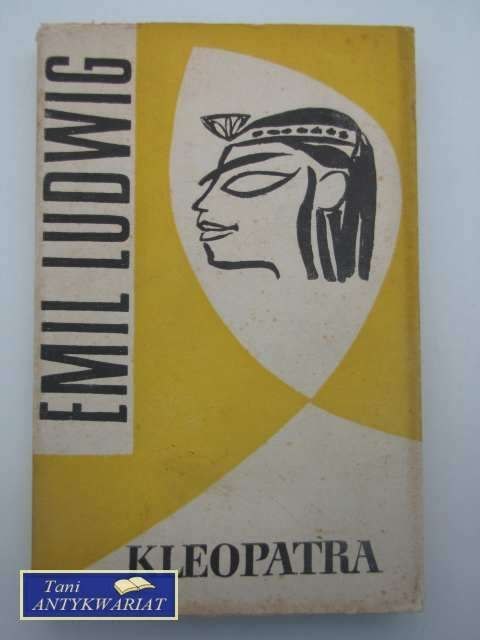 EMIL LUDWIG
KLEOPATRA
Tani
ANTYKWARIAT